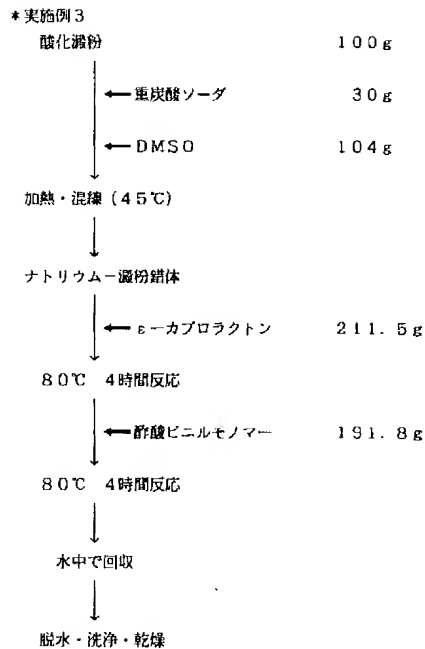 *実施例3
酸化澱粉 100g
重炭酸ソーダ 30g
DMSO 104g
加熱・混練(45℃)
ナトリウム-澱粉錯体
ε-カプロラクトン 211.5g
80℃ 4時間反応
酢酸ビニルモノマー 191.8g
80℃ 4時間反応
水中で回収
脱水・洗浄・乾燥